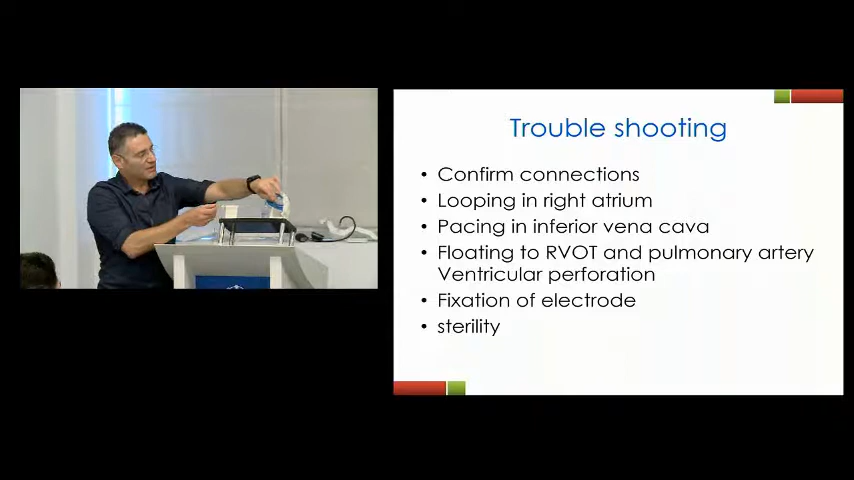 Trouble shooting
• Confirm connections
• Looping in right atrium
• Pacing in inferior vena cava
• Floating to RVOT and pulmonary artery
Ventricular perforation
• Fixation of electrode
• sterility